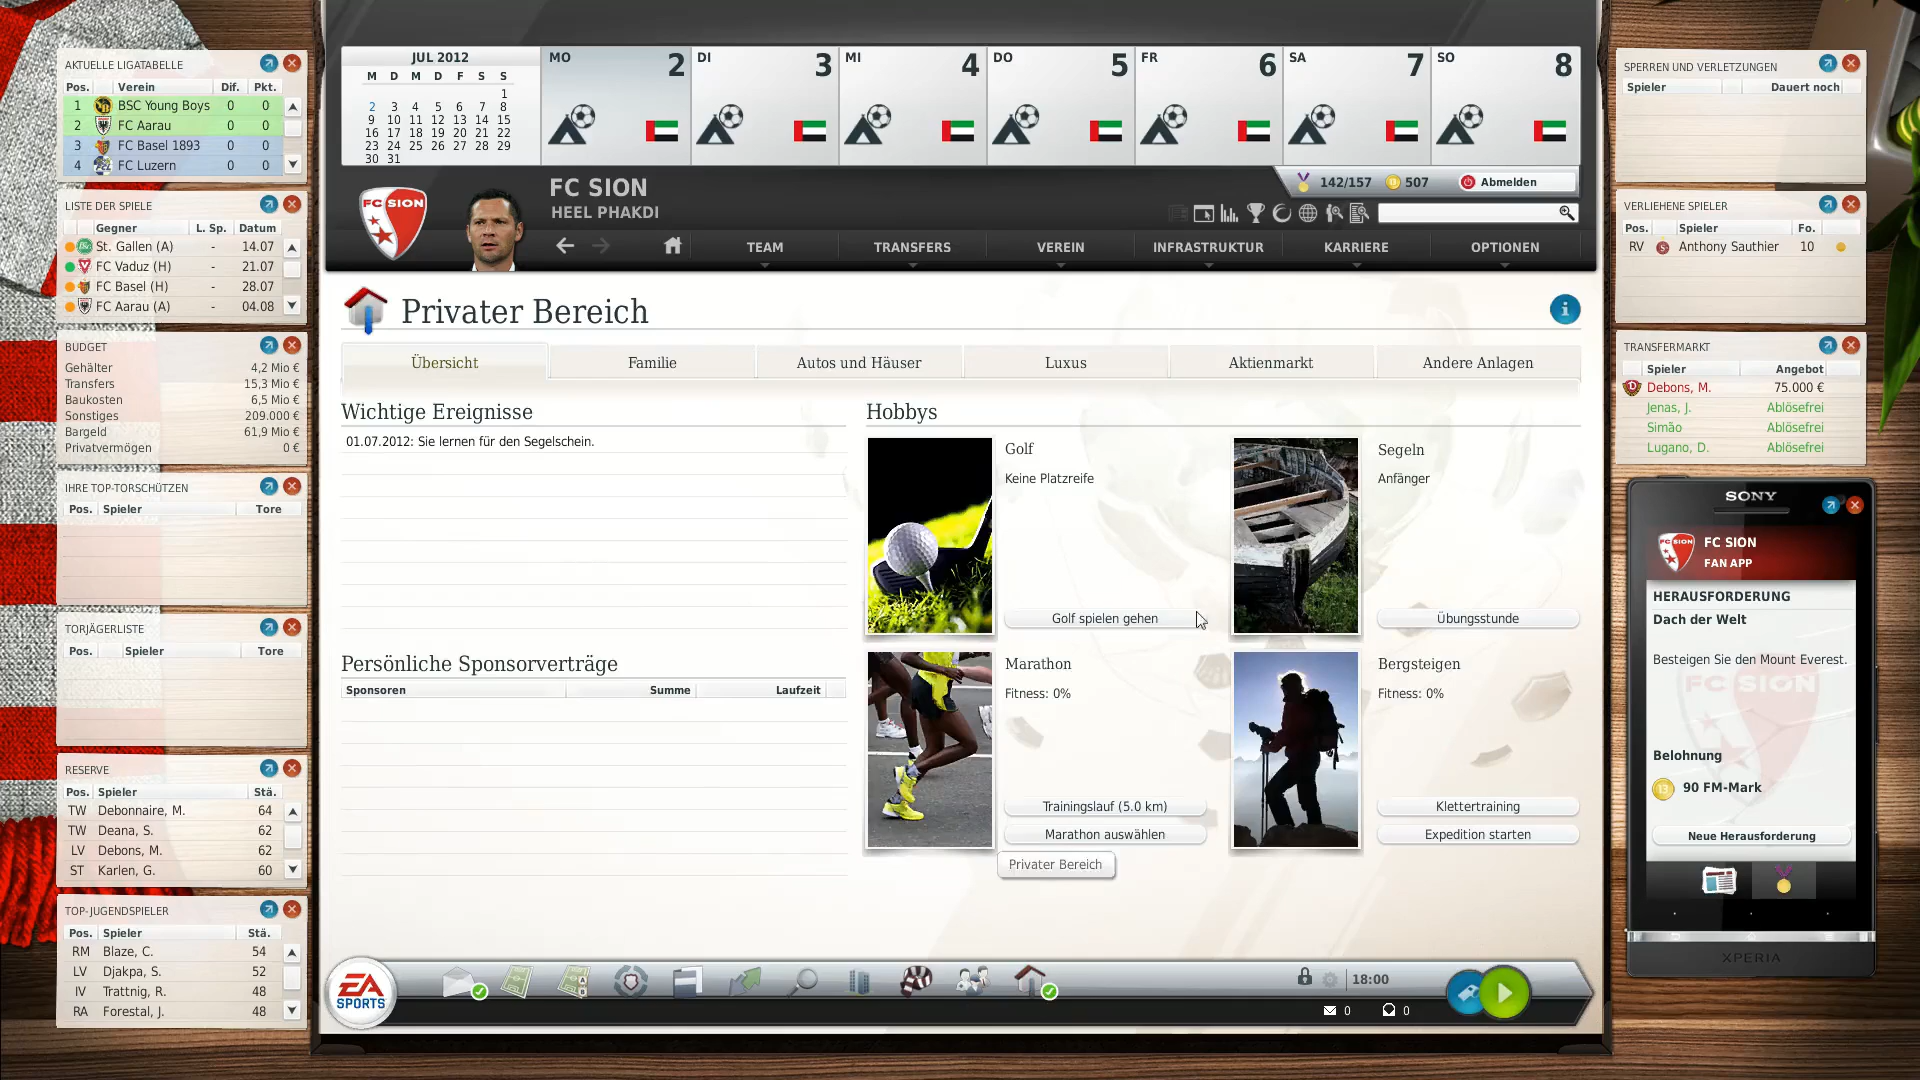 AKTUELLE LIGATABELLE
Pos. Verein Dif. Pkt.
1 BSC Young Boys 0 0
2 FC Aarau 0 0
3 FC Basel 1893 0 0
4 FC Luzern 0 0
LISTE DER SPIELE
Gegner L. Sp. Datum
St. Gallen (A) - 14.07
FC Vaduz (H) - 21.07
FC Basel (H) - 28.07
FC Aarau (A) - 04.08
BUDGET
Gehälter 4,2 Mio €
Transfers 15,3 Mio €
Baukosten 6,5 Mio €
Sonstiges 209.000 €
Bargeld 61,9 Mio €
Privatvermögen 0 €
IHRE TOP-TORSCHÜTZEN
Pos. Spieler Tore
TORJÄGERLISTE
Pos. Spieler Tore
RESERVE
Pos. Spieler Stä.
TW Debonnaire, M. 64
TW Deana, S. 62
LV Debons, M. 62
ST Karlen, G. 60
TOP-JUGENDSPIELER
Pos. Spieler Stä.
RM Blaze, C. 54
LV Djakpa, S. 52
IV Trattnig, R. 48
RA Forestal, J. 48
JUL 2012
M D M D F S S
1
2 3 4 5 6 7 8
9 10 11 12 13 14 15
16 17 18 19 20 21 22
23 24 25 26 27 28 29
30 31
MO 2 DI 3 MI 4 DO 5 FR 6 SA 7 SO 8
FC SION
FC SION
HEEL PHAKDI
142/157 507 Abmelden
TEAM TRANSFERS VEREIN INFRASTRUKTUR KARRIERE OPTIONEN
Privater Bereich
Übersicht Familie Autos und Häuser Luxus Aktienmarkt Andere Anlagen
Wichtige Ereignisse
01.07.2012: Sie lernen für den Segelschein.
Persönliche Sponsorverträge
Sponsoren Summe Laufzeit
Hobbys
Golf
Keine Platzreife
Golf spielen gehen
Segeln
Anfänger
Übungsstunde
Marathon
Fitness: 0%
Trainingslauf (5.0 km)
Marathon auswählen
Bergsteigen
Fitness: 0%
Klettertraining
Expedition starten
Privater Bereich
EA
SPORTS
18:00
0 0
SPERREN UND VERLETZUNGEN
Spieler Dauert noch
VERLIEHENE SPIELER
Pos. Spieler Fo.
RV Anthony Sauthier 10
TRANSFERMARKT
Spieler Angebot
Debons, M. 75.000 €
Jenas, J. Ablösefrei
Simão Ablösefrei
Lugano, D. Ablösefrei
SONY
FC SION
FC SION
FAN APP
HERAUSFORDERUNG
Dach der Welt
Besteigen Sie den Mount Everest.
FC SION
Belohnung
13 90 FM-Mark
Neue Herausforderung
XPERIA